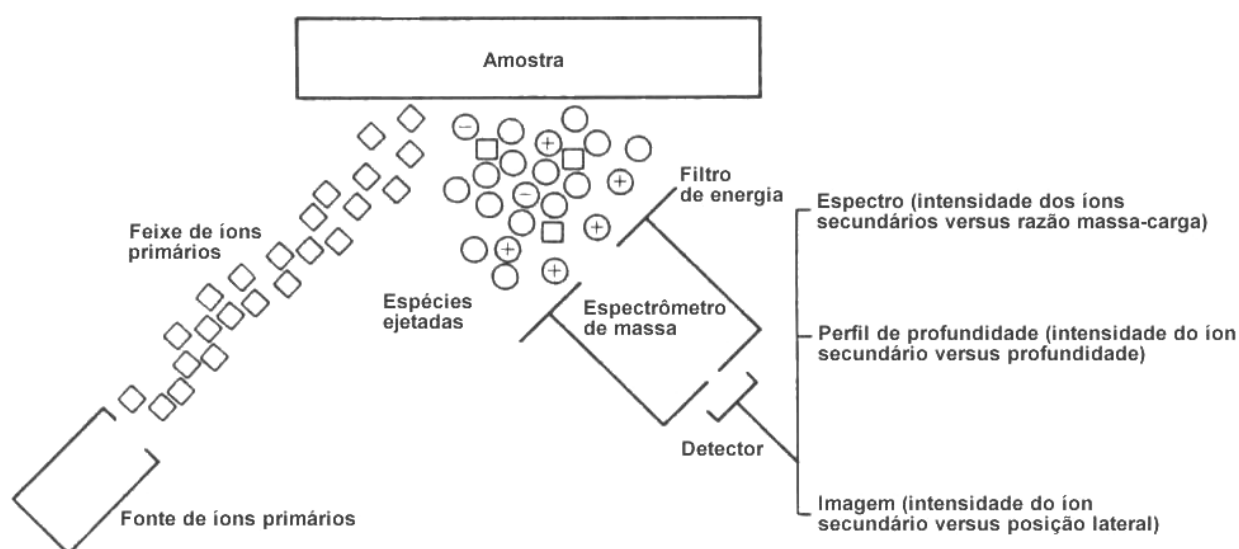 Amostra
Filtro
de energia
Feixe de íons
primários
Espécies
ejetadas
Espectrômetro
de massa
Espectro (intensidade dos íons
secundários versus razão massa-carga)
Perfil de profundidade (intensidade do íon
secundário versus profundidade)
Detector
Fonte de íons primários
Imagem (intensidade do íon
secundário versus posição lateral)